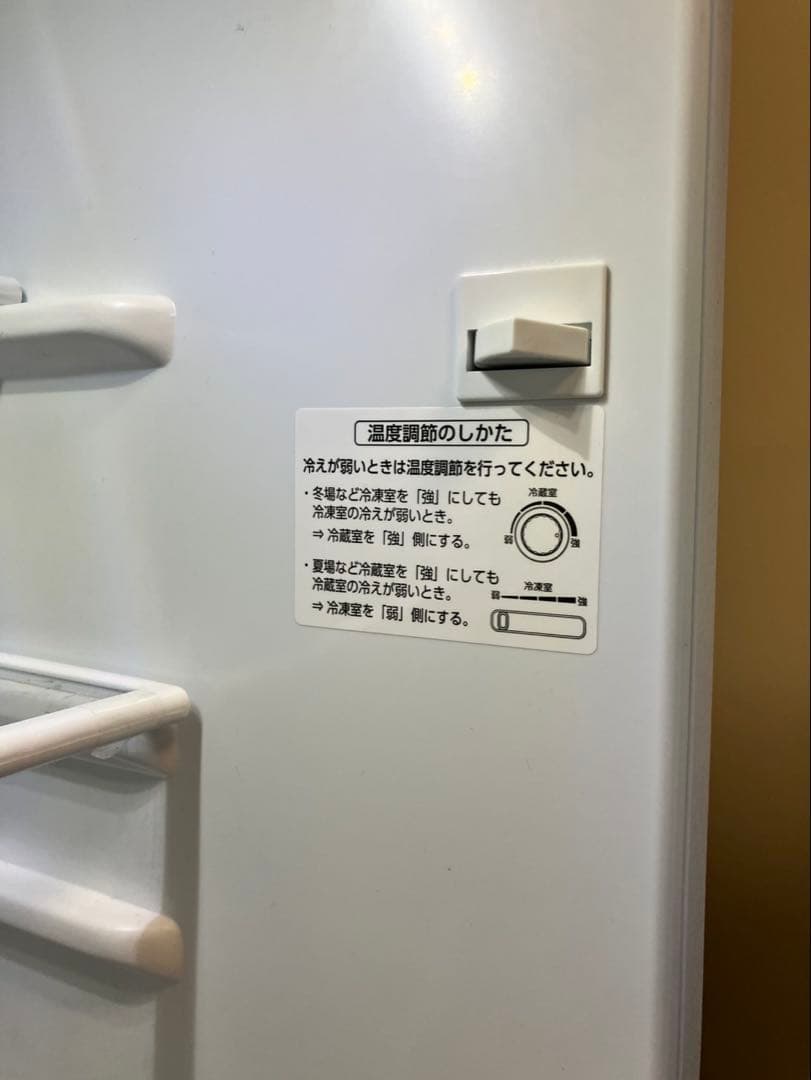 温度調節のしかた
冷えが弱いときは温度調節を行ってください。
・冬場など冷凍室を「強」にしても
冷凍室の冷えが弱いとき。
⇒冷蔵室を「強」側にする。
冷蔵室
弱 強
・夏場など冷蔵室を「強」にしても
冷蔵室の冷えが弱いとき。
⇒冷凍室を「弱」側にする。
冷凍室
弱 強